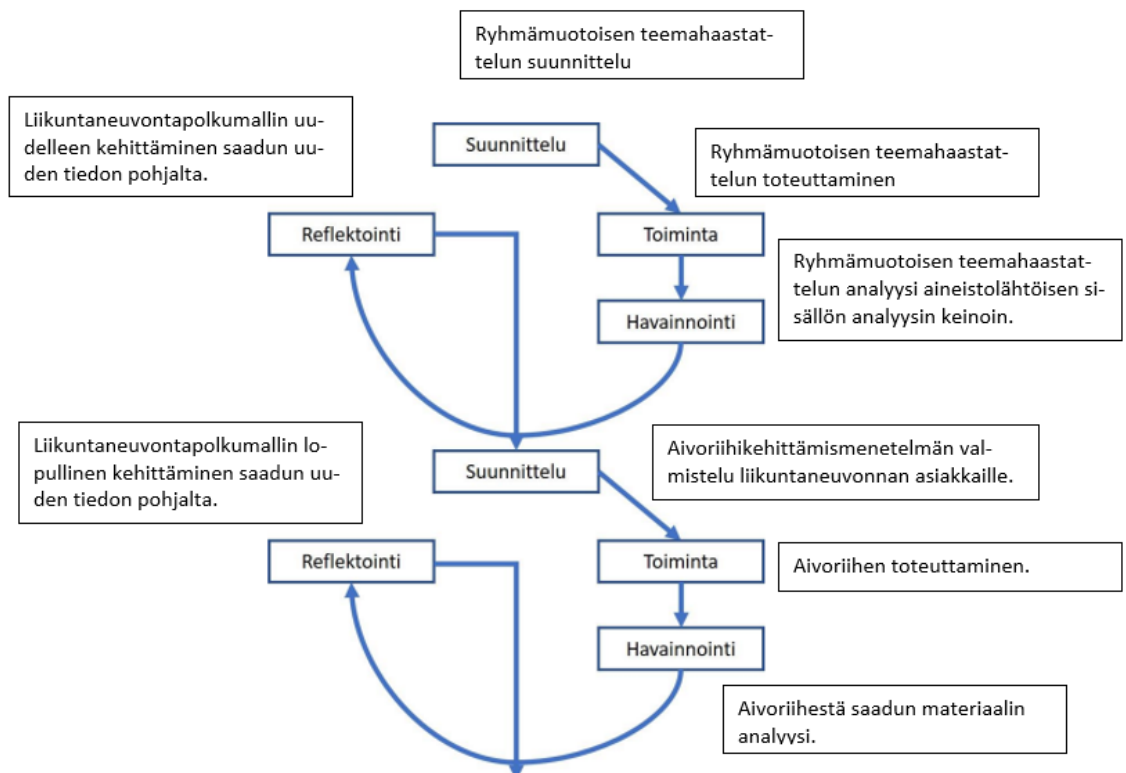 Ryhmämuotoisen teemahaastat-
telun suunnittelu
Liikuntaneuvontapolkumallin uu-
delleen kehittäminen saadun uu-
den tiedon pohjalta.
Suunnittelu
Ryhmämuotoisen teemahaastat-
telun toteuttaminen
Reflektointi
Toiminta
Ryhmämuotoisen teemahaastat-
telun analyysi aineistolähtöisen si-
sällön analyysin keinoin.
Havainnointi
Liikuntaneuvontapolkumallin lo-
pullinen kehittäminen saadun uu-
den tiedon pohjalta.
Suunnittelu
Aivoriihikehittämismenetelmän val-
mistelu liikuntaneuvonnan asiakkaille.
Reflektointi
Toiminta
Aivoriihen toteuttaminen.
Havainnointi
Aivoriihestä saadun materiaalin
analyysi.